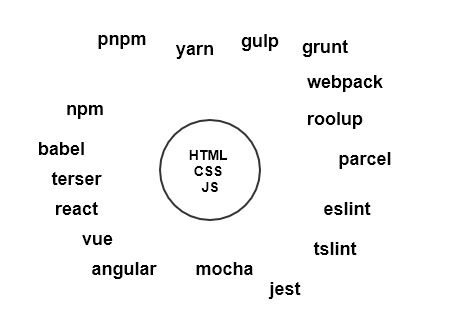 pnpm
yarn
gulp
grunt
webpack
npm
roolup
babel
HTML
CSS
JS
parcel
terser
react
eslint
vue
tslint
angular
mocha
jest